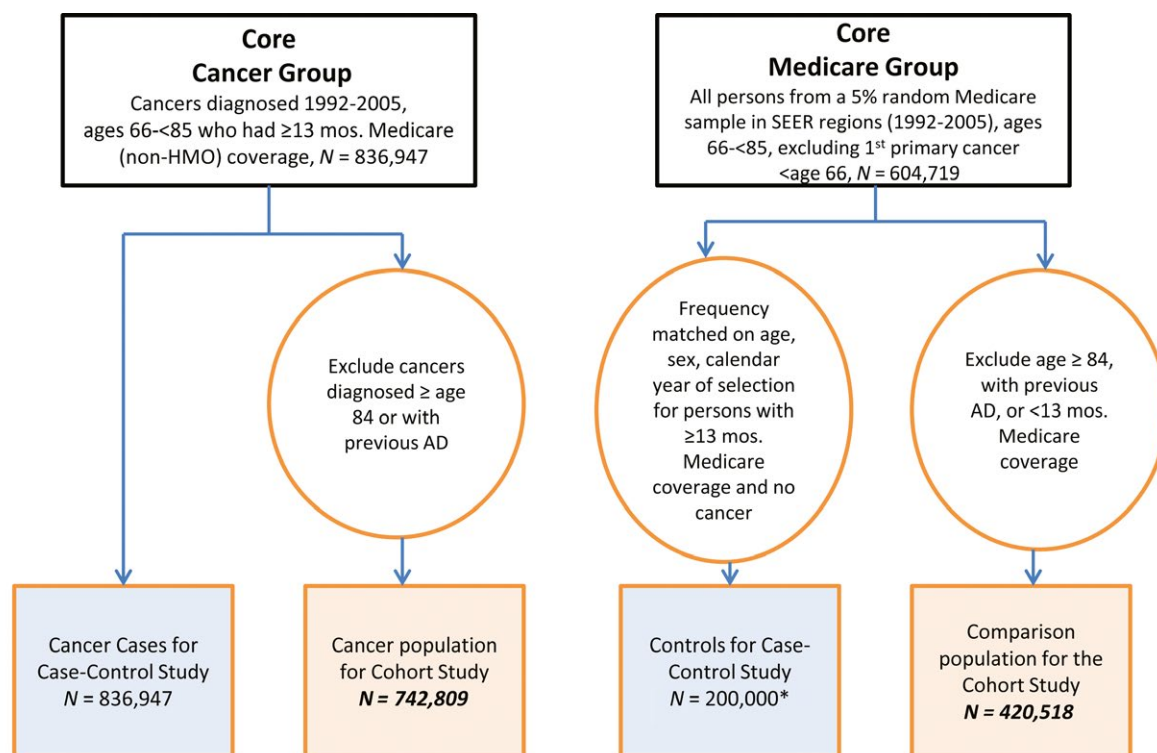 Core
Cancer Group
Cancers diagnosed 1992-2005,
ages 66-<85 who had ≥13 mos. Medicare
(non-HMO) coverage, N = 836,947
Core
Medicare Group
All persons from a 5% random Medicare
sample in SEER regions (1992-2005), ages
66-<85, excluding 1st primary cancer
<age 66, N = 604,719
Exclude cancers
diagnosed ≥ age
84 or with
previous AD
Frequency
matched on age,
sex, calendar
year of selection
for persons with
≥13 mos.
Medicare
coverage and no
cancer
Exclude age ≥ 84,
with previous
AD, or <13 mos.
Medicare
coverage
Cancer Cases for
Case-Control Study
N = 836,947
Cancer population
for Cohort Study
N = 742,809
Controls for Case-
Control Study
N = 200,000*
Comparison
population for the
Cohort Study
N = 420,518